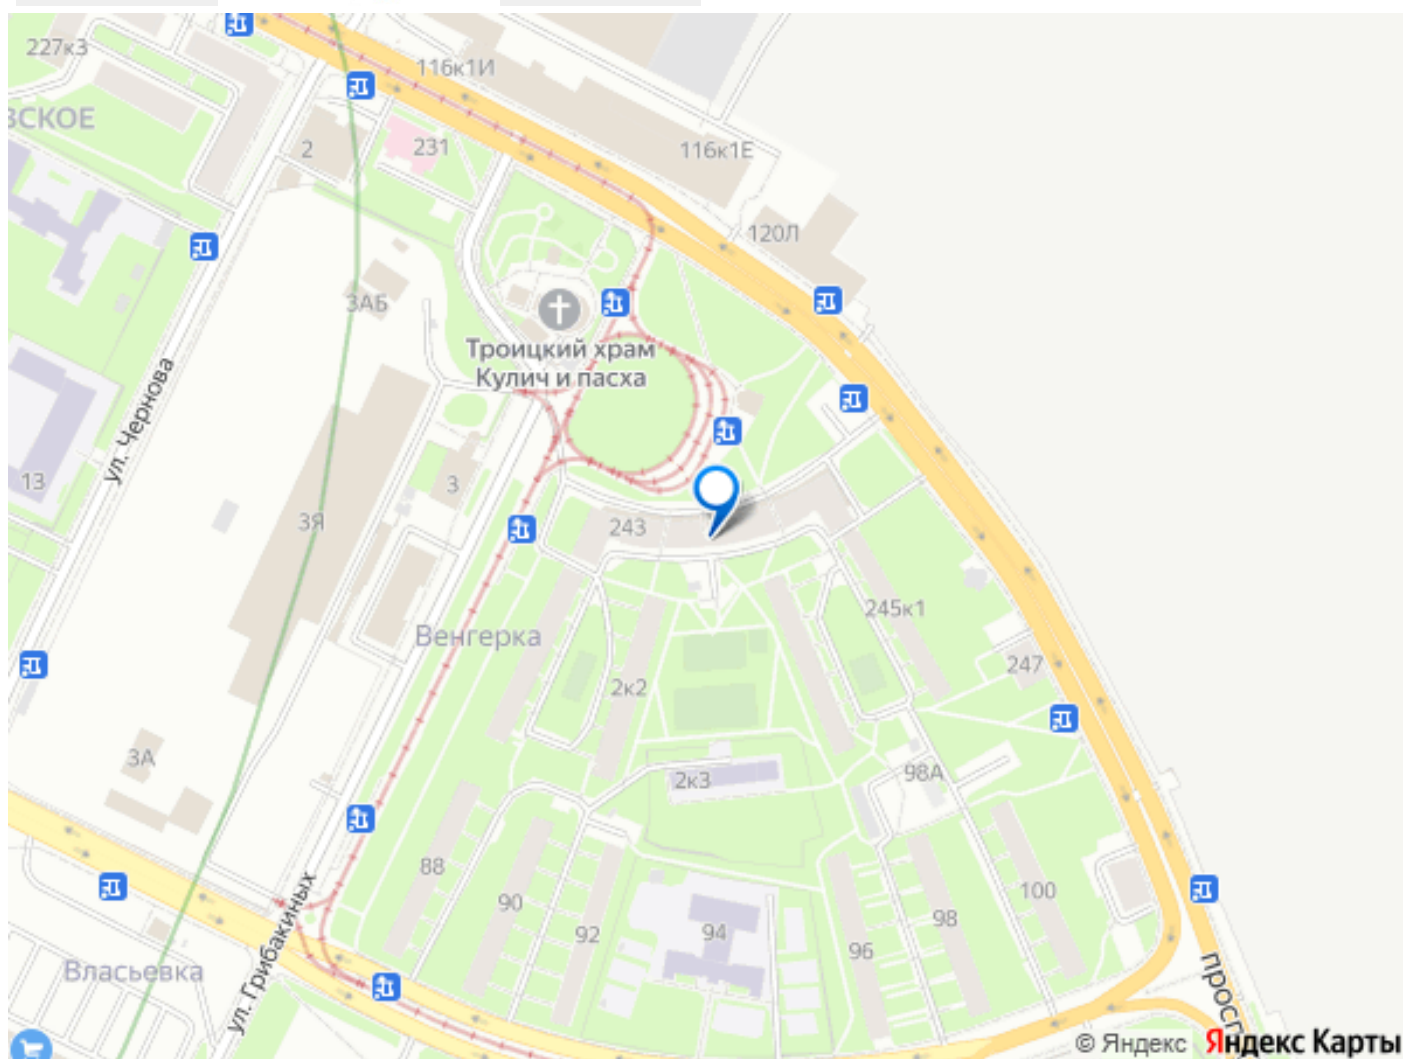 227к3
116к1И
ВСКОЕ
2
231
116к1Е
120Л
3АБ
Троицкий храм
Кулич и пасха
ул. Чернова
13
3
3Я
243
245к1
Венгерка
247
2к2
3А
2к3
98А
88
100
90
98
92
94
96
Власьевка
ул. Грибакиных
просп
© Яндекс Яндекс Карты